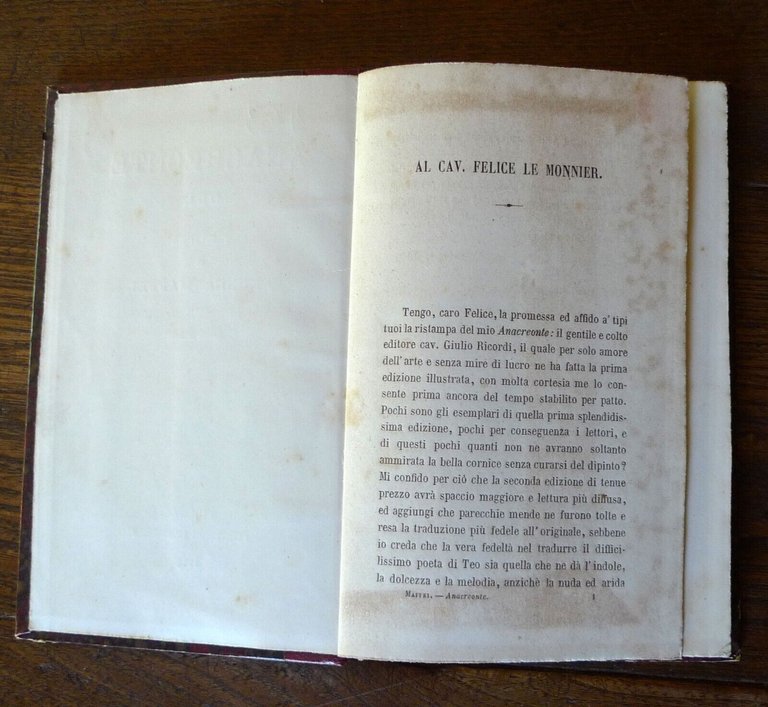 AL CAV. FELICE LE MONNIER.
Tengo, caro Felice, la promessa ed affido a' tipi
tuoi la ristampa del mio Anacreonte: il gentile e colto
editore cav. Giulio Ricordi, il quale per solo amore
dell'arte e senza mire di lucro ne ha fatta la prima
edizione illustrata, con molta cortesia me lo con-
sente prima ancora del tempo stabilito per patto.
Pochi sono gli esemplari di quella prima splendidis-
sima edizione, pochi per conseguenza i lettori, e
di questi pochi quanti non ne avranno soltanto
ammirata la bella cornice senza curarsi del dipinto?
Mi confido per ciò che la seconda edizione di tenue
prezzo avrà spaccio maggiore e lettura più diffusa,
ed aggiungi che parecchie mende ne furono tolte e
resa la traduzione più fedele all'originale, sebbene
io creda che la vera fedeltà nel tradurre il difficil-
lissimo poeta di Teo sia quella che ne dà l'indole,
la dolcezza e la melodia, anzichè la nuda ed arida
MAFFEI. — Anacreonte. 1